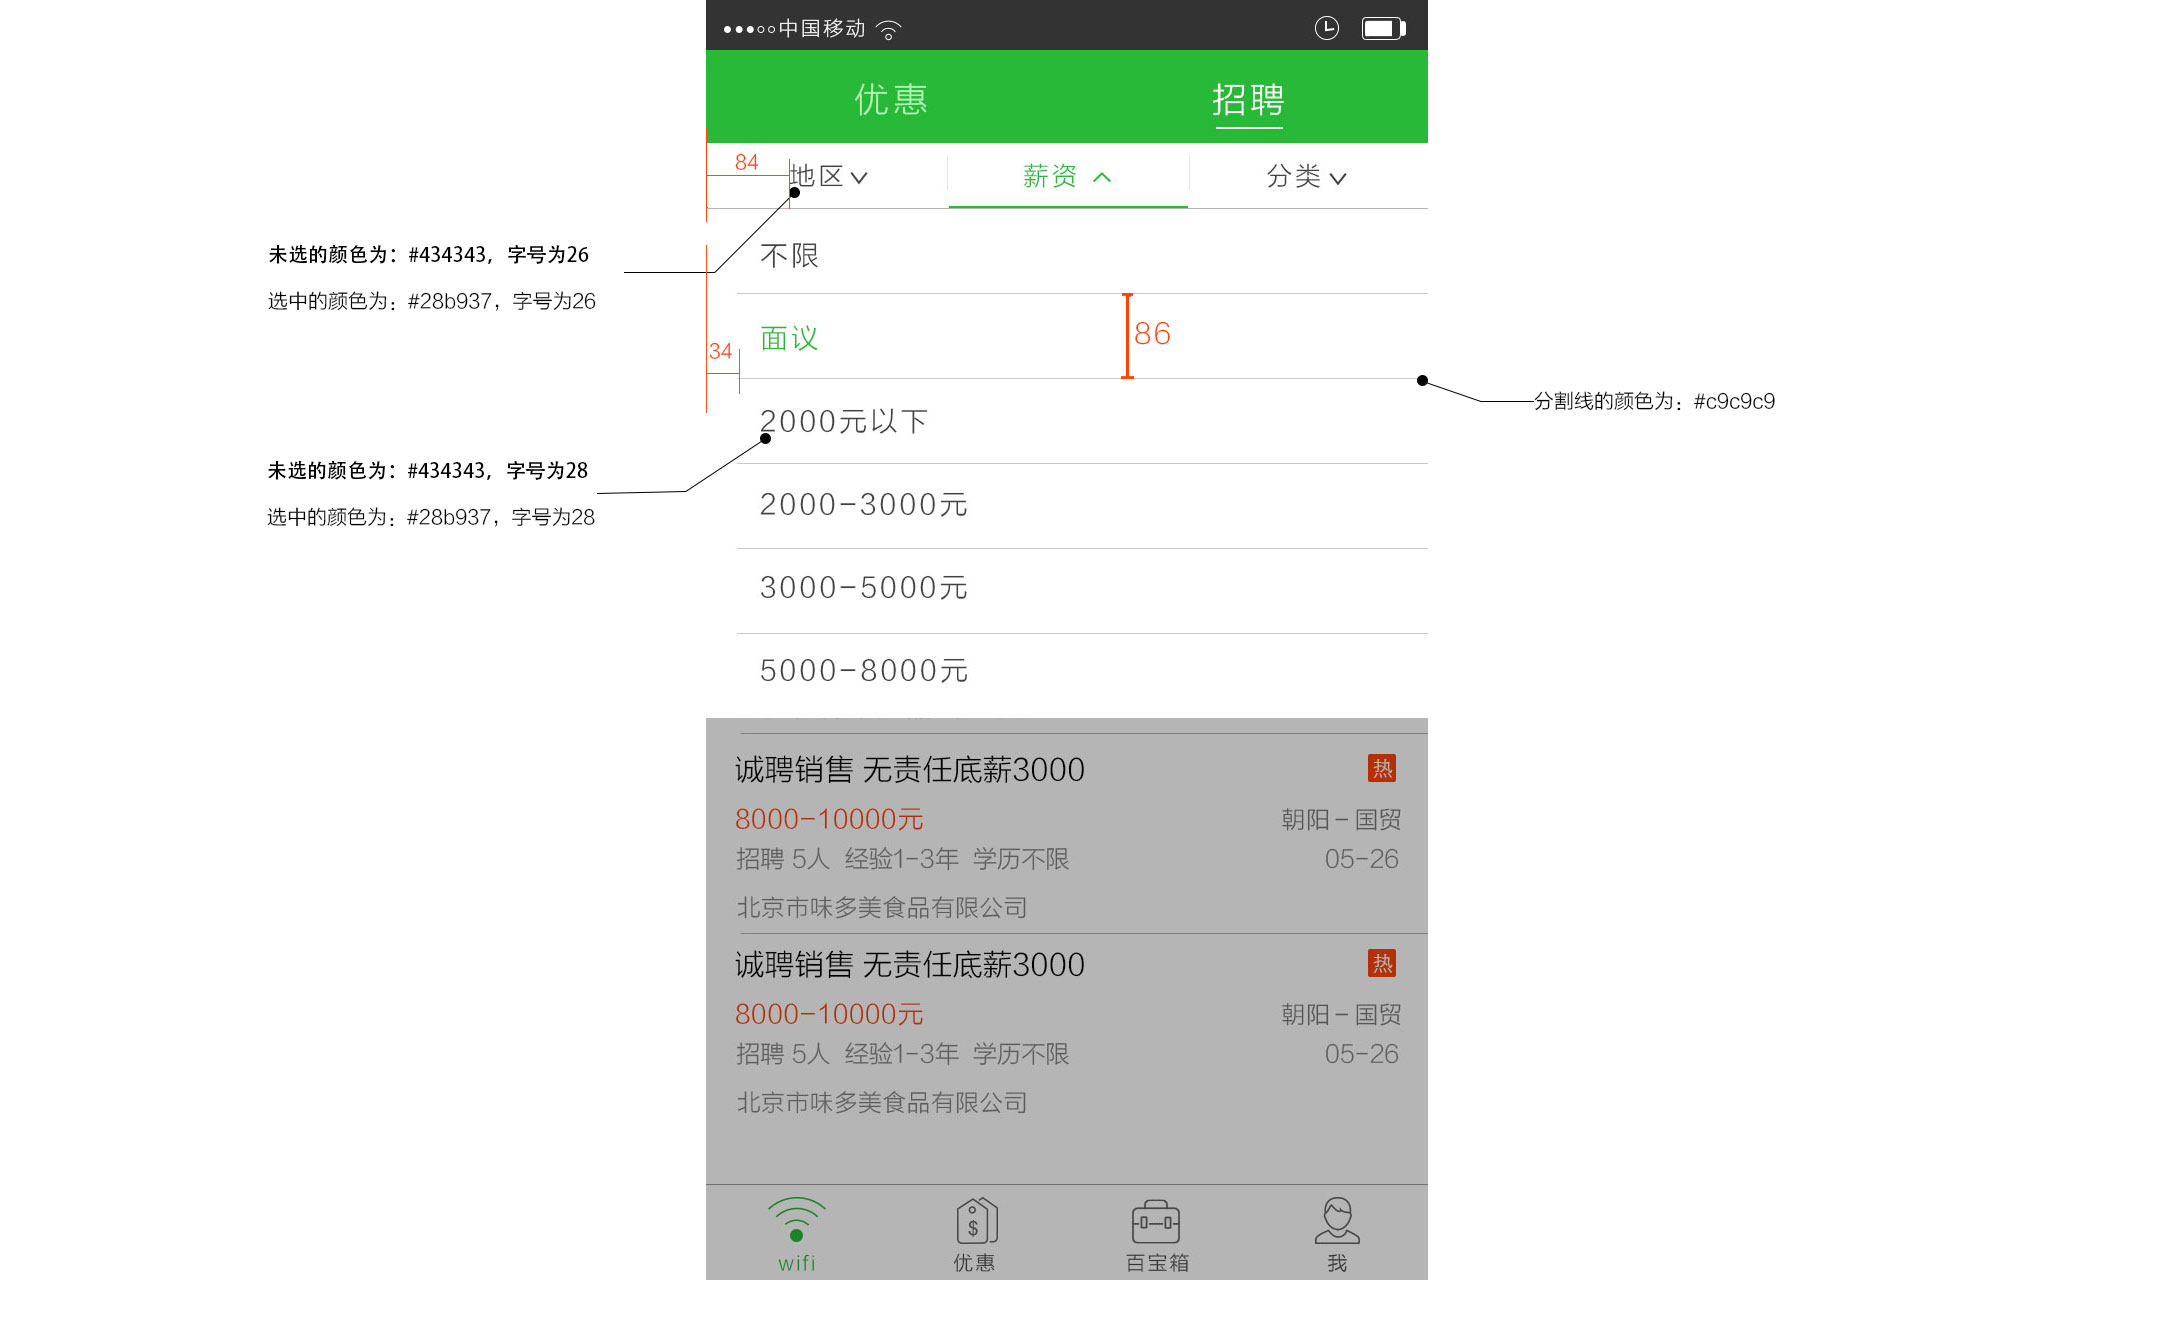 中国移动
优惠 招聘
84
地区 薪资 分类
未选的颜色为：#434343，字号为26
选中的颜色为：#28b937，字号为26
不限
面议
86
34
分割线的颜色为：#c9c9c9
2000元以下
未选的颜色为：#434343，字号为28
选中的颜色为：#28b937，字号为28
2000-3000元
3000-5000元
5000-8000元
诚聘销售 无责任底薪3000 热
8000-10000元 朝阳-国贸
招聘 5人 经验1-3年 学历不限 05-26
北京市味多美食品有限公司
诚聘销售 无责任底薪3000 热
8000-10000元 朝阳-国贸
招聘 5人 经验1-3年 学历不限 05-26
北京市味多美食品有限公司
$
wifi 优惠 百宝箱 我